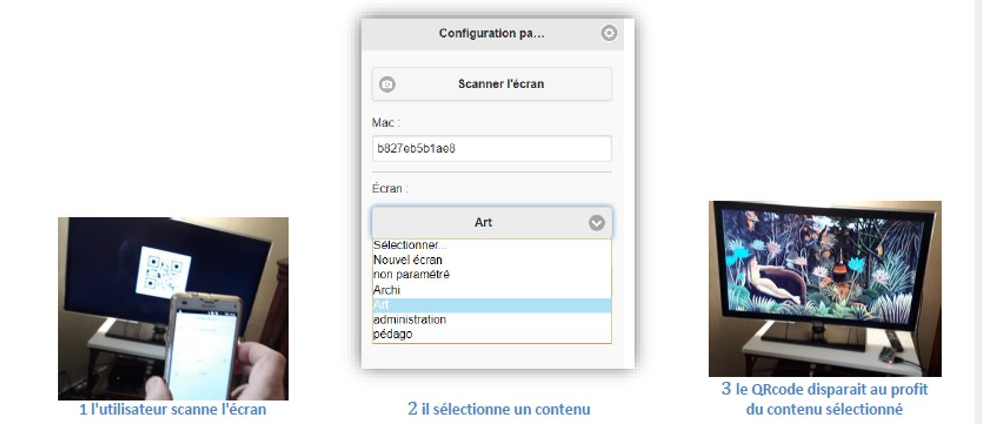 Configuration pa...
Scanner l'écran
Mac :
b827eb5b1ae8
Écran :
Art
Sélectionner...
Nouvel écran
non paramétré
Archi
Art
administration
pédago
1 l'utilisateur scanne l'écran
2 il sélectionne un contenu
3 le QRcode disparait au profit
du contenu sélectionné